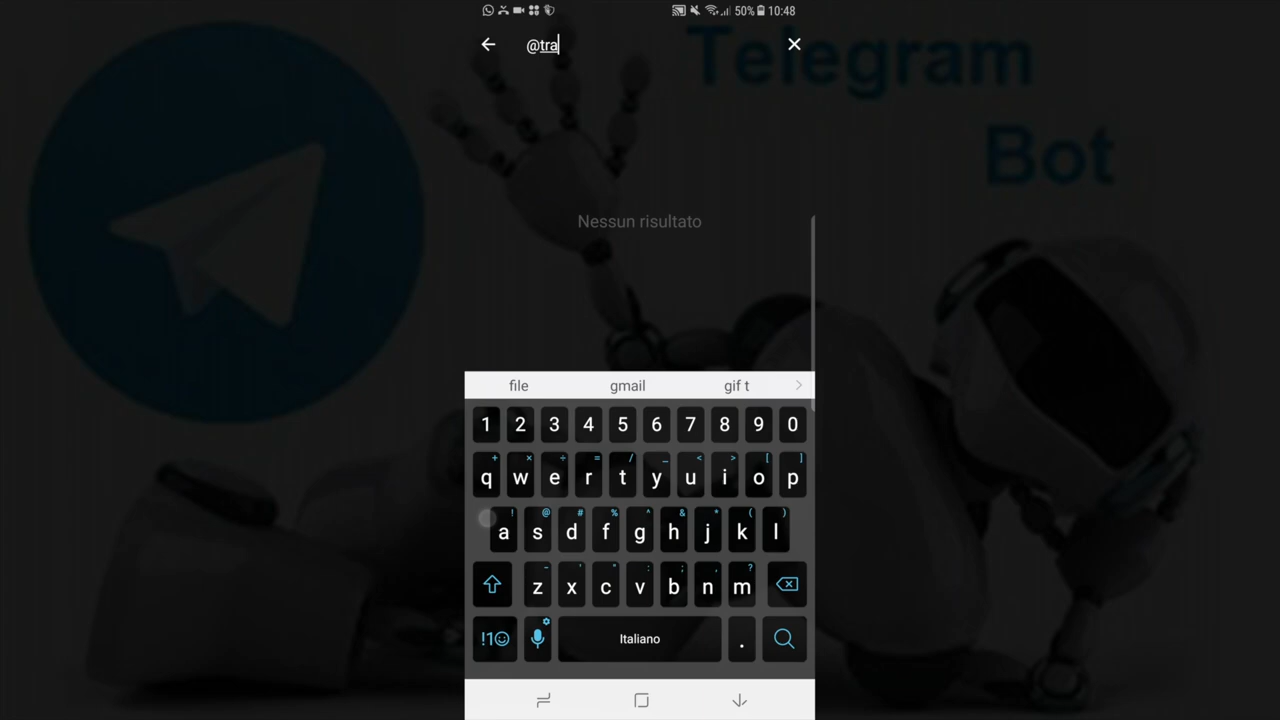 50% 10:48
@tra
Telegram
Bot
Nessun risultato
file gmail gif t
1 2 3 4 5 6 7 8 9 0
+ × ÷ = / _ < > [ ]
q w e r t y u i o p
! @ # % ^ & * ( )
a s d f g h j k l
- ' " : ; , ?
z x c v b n m
!1☺ Italiano .